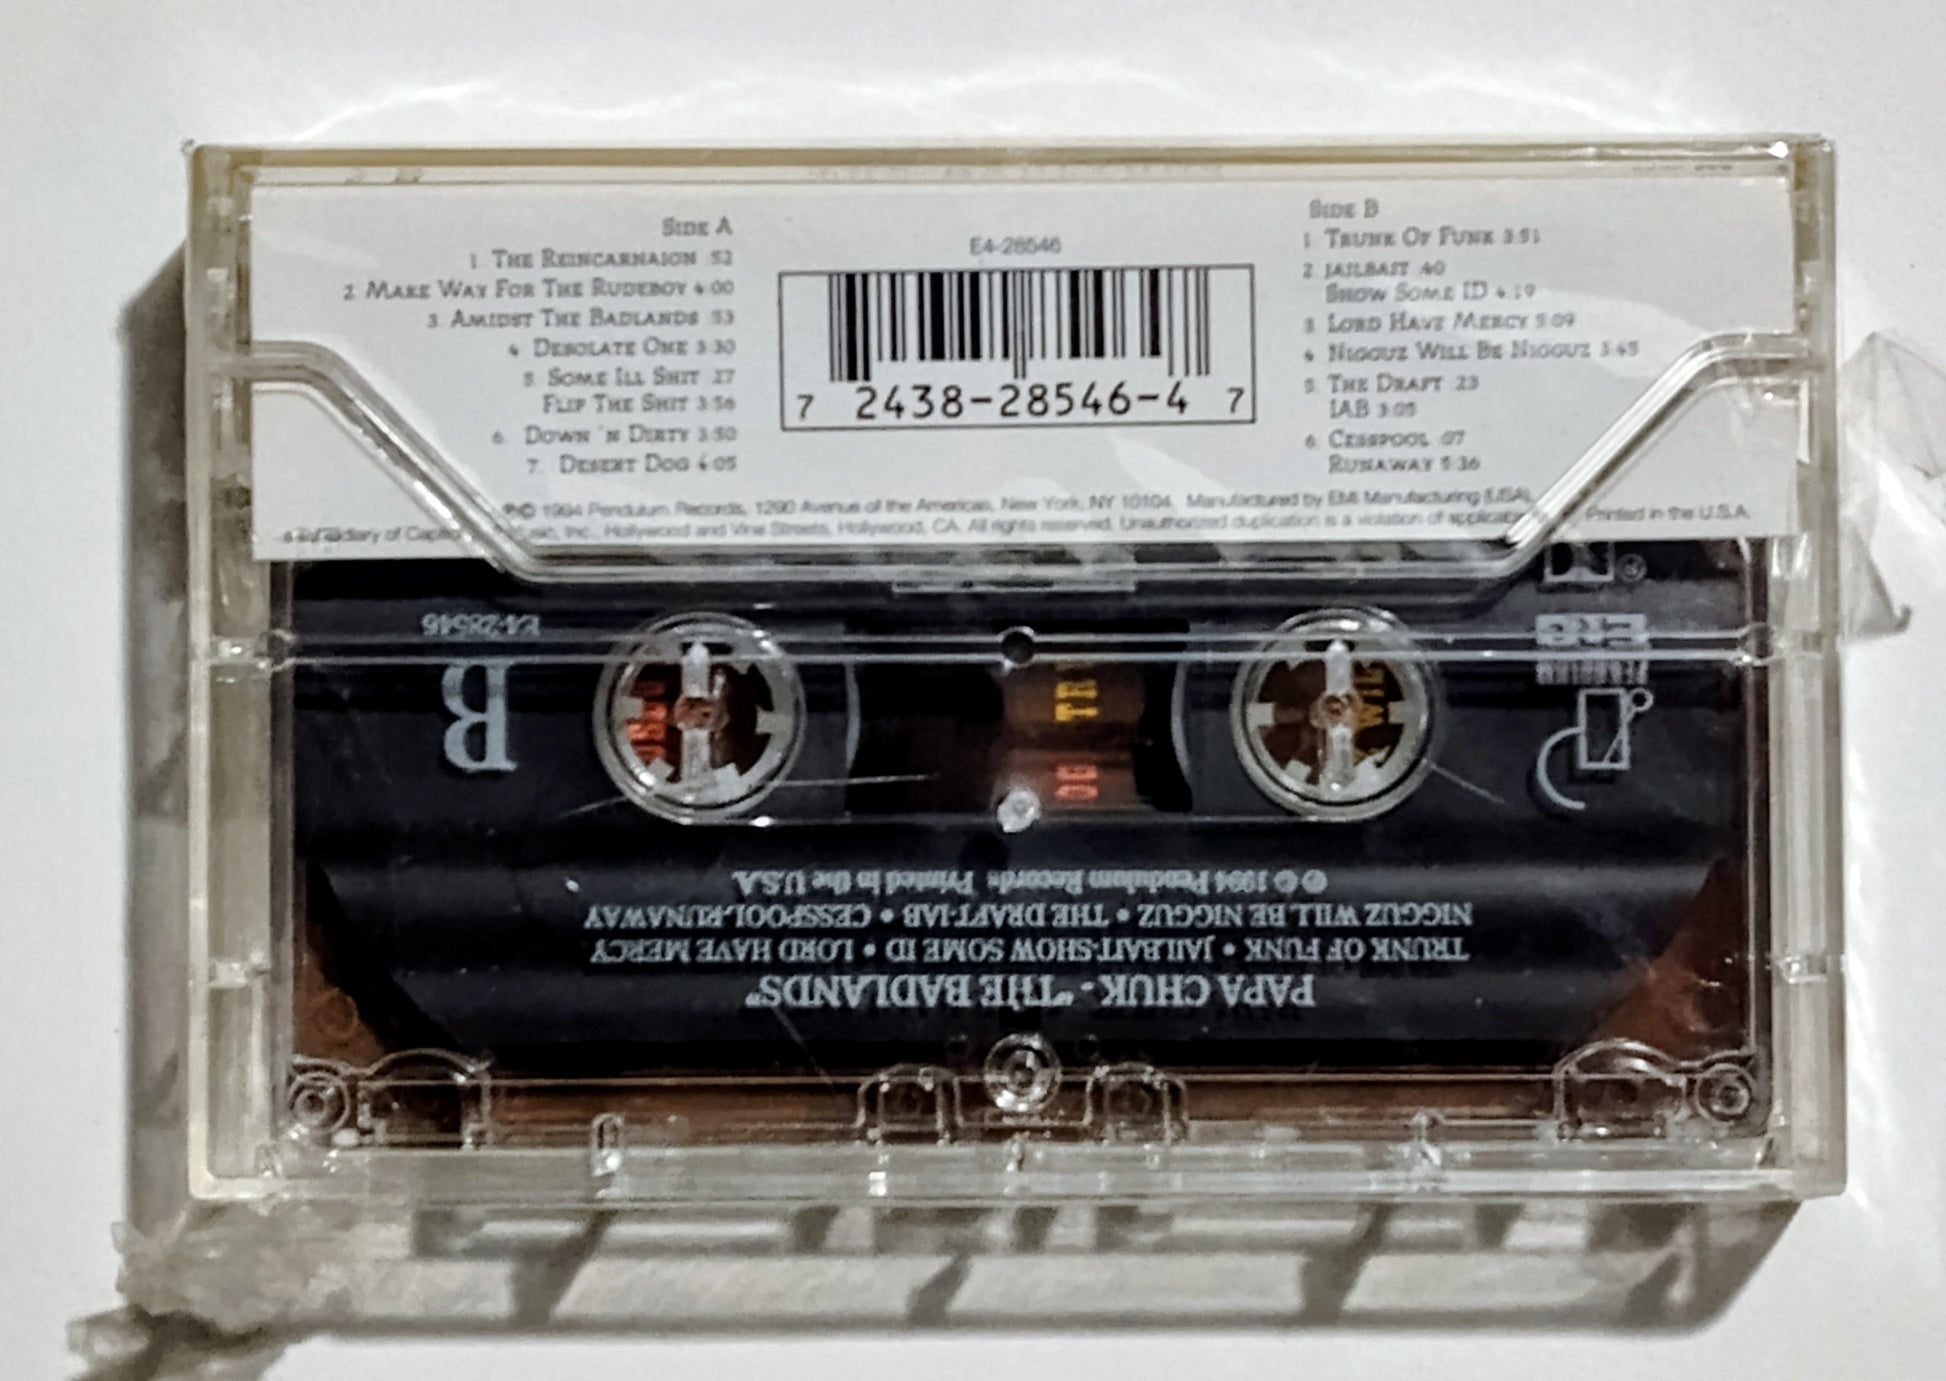 SIDE A
1. THE REINCARNAION :52
2. MAKE WAY FOR THE RUDEBOY 4:00
3. AMIDST THE BADLANDS :53
4. DESOLATE ONE 3:30
5. SOME ILL SHIT :27
FLIP THE SHIT 3:56
6. DOWN 'N DIRTY 3:50
7. DESERT DOG 4:05
E4-28546
7 2438-28546-4 7
SIDE B
1. TRUNK OF FUNK 3:51
2. JAILBAIT :40
SHOW SOME ID 4:19
3. LORD HAVE MERCY 5:09
4. NIGGUZ WILL BE NIGGUZ 3:45
5. THE DRAFT :23
IAB 3:05
6. CESSPOOL :07
RUNAWAY 5:36
℗© 1994 Pendulum Records, 1290 Avenue of the Americas, New York, NY 10104. Manufactured by EMI Manufacturing (USA),
a subsidiary of Inc., Hollywood and Vine Streets, Hollywood, CA. All rights reserved. Unauthorized duplication is a violation of Printed in the U.S.A.
E4-28546
B
PENDULUM
ERG
PAPA CHUK - "THE BADLANDS"
TRUNK OF FUNK • JAILBAIT-SHOW SOME ID • LORD HAVE MERCY
NIGGUZ WILL BE NIGGUZ • THE DRAFT-IAB • CESSPOOL-RUNAWAY
℗© 1994 Pendulum Records Printed in the U.S.A.